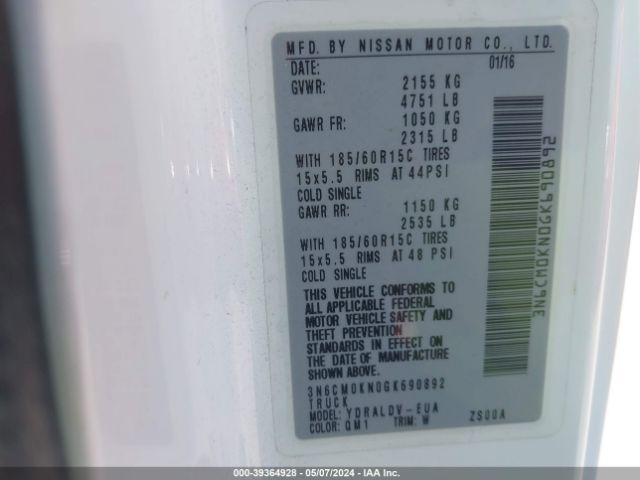 MFD. BY NISSAN MOTOR CO., LTD.
DATE: 01/16
GVWR: 2155 KG
4751 LB
GAWR FR: 1050 KG
2315 LB
WITH 185/60R15C TIRES
15x5.5 RIMS AT 44PSI
COLD SINGLE
GAWR RR: 1150 KG
2535 LB
WITH 185/60R15C TIRES
15x5.5 RIMS AT 48 PSI
COLD SINGLE
THIS VEHICLE CONFORMS TO
ALL APPLICABLE FEDERAL
MOTOR VEHICLE SAFETY AND
THEFT PREVENTION
STANDARDS IN EFFECT ON
THE DATE OF MANUFACTURE
SHOWN ABOVE.
3N6CM0KN0GK690892
TRUCK
MODEL: YDRALDV-EUA
COLOR: QM1 TRIM: W ZS00A
3N6CM0KN0GK690892
000-39364928 - 05/07/2024 - IAA Inc.